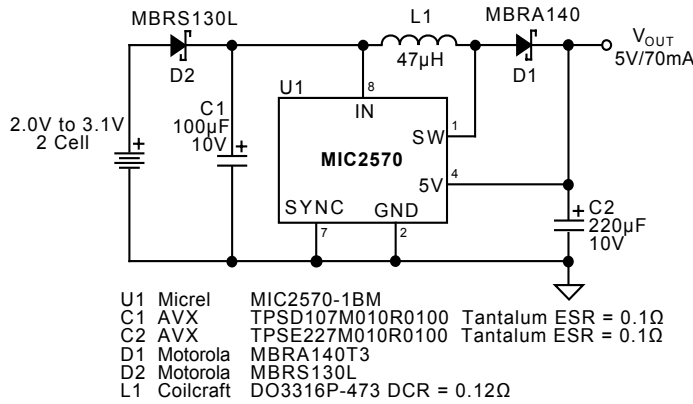 MBRS130L
D2
L1
47µH
MBRA140
D1
VOUT
5V/70mA
2.0V to 3.1V
2 Cell
+
C1
100µF
10V
+
U1
8
IN
SW
1
MIC2570
5V
4
SYNC
GND
7
2
+
C2
220µF
10V
U1 Micrel MIC2570-1BM
C1 AVX TPSD107M010R0100 Tantalum ESR = 0.1Ω
C2 AVX TPSE227M010R0100 Tantalum ESR = 0.1Ω
D1 Motorola MBRA140T3
D2 Motorola MBRS130L
L1 Coilcraft DO3316P-473 DCR = 0.12Ω